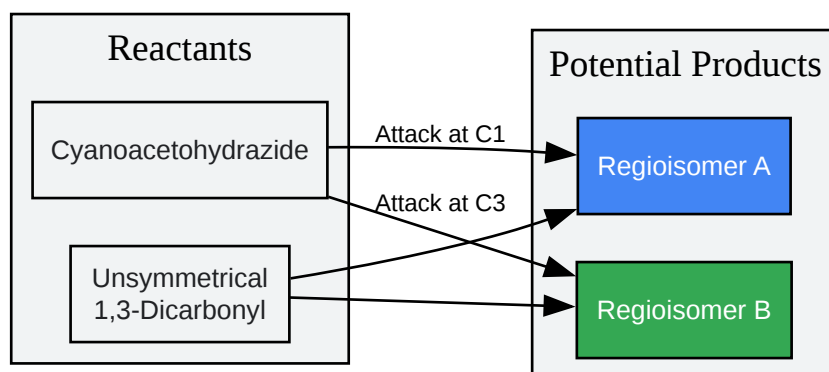 Reactants
Cyanoacetohydrazide
Unsymmetrical
1,3-Dicarbonyl
Attack at C1
Attack at C3
Potential Products
Regioisomer A
Regioisomer B